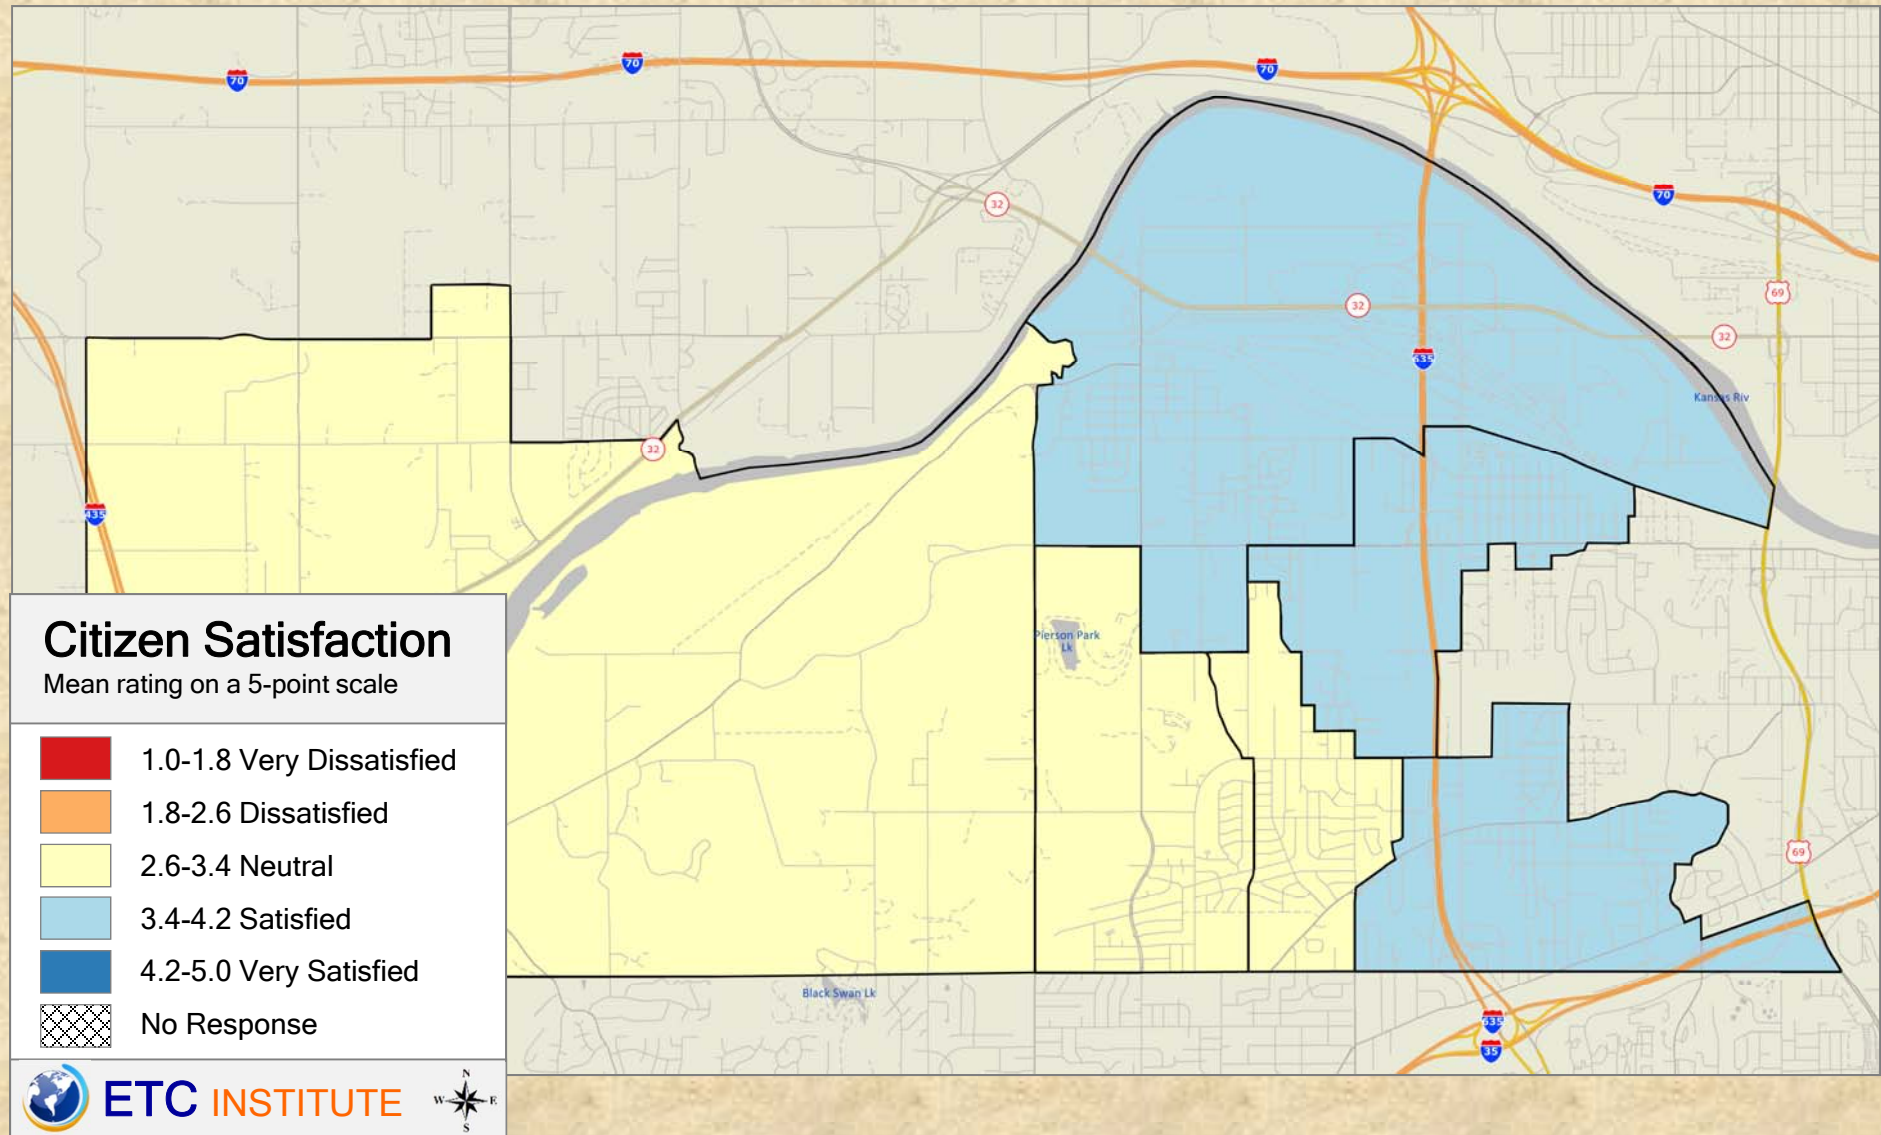 70
70
70
70
32
69
32
32
635
Kansas Riv
32
435
Pierson Park
Lk
Citizen Satisfaction
Mean rating on a 5-point scale
1.0-1.8 Very Dissatisfied
1.8-2.6 Dissatisfied
2.6-3.4 Neutral
3.4-4.2 Satisfied
4.2-5.0 Very Satisfied
No Response
69
Black Swan Lk
635
35
ETC INSTITUTE
N
W E
S